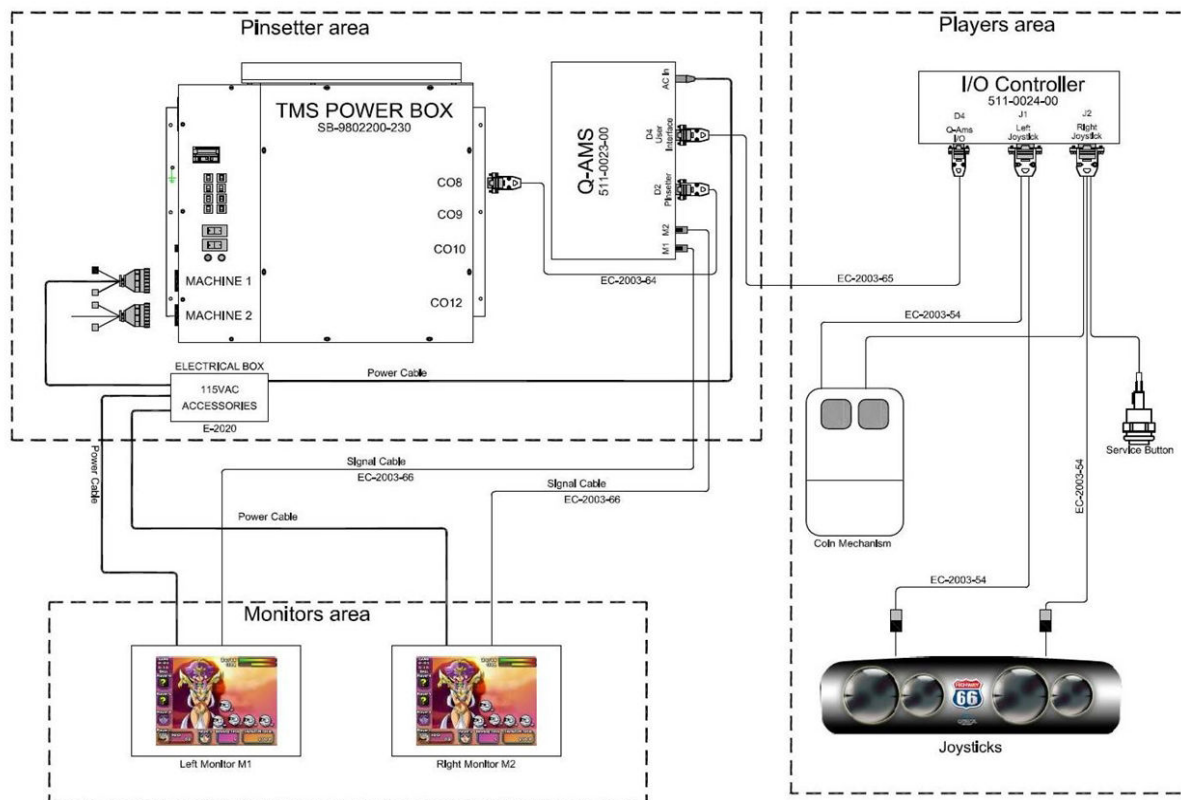 Pinsetter area
TMS POWER BOX
SB-9802200-230
CO8
CO9
CO10
CO12
MACHINE 1
MACHINE 2
ELECTRICAL BOX
115VAC
ACCESSORIES
E-2020
Power Cable
Q-AMS
511-0023-00
AC In
D4
User
Interface
D2
Pinsetter
M2
M1
EC-2003-64
Players area
I/O Controller
511-0024-00
D4
Q-Ams
I/O
J1
Left
Joystick
J2
Right
Joystick
EC-2003-65
EC-2003-54
Service Button
EC-2003-54
Coin Mechanism
EC-2003-54
66
Joysticks
Power Cable
Signal Cable
EC-2003-66
Signal Cable
EC-2003-66
Power Cable
Monitors area
Left Monitor M1
Right Monitor M2